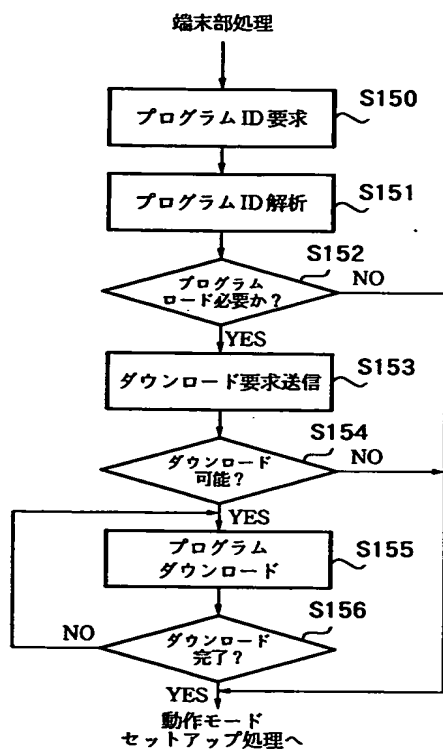 端末部処理
プログラムID要求
S150
プログラムID解析
S151
S152
プログラム
ロード必要か?
NO
YES
ダウンロード要求送信
S153
S154
ダウンロード
可能?
NO
YES
プログラム
ダウンロード
S155
S156
ダウンロード
完了?
NO
YES
動作モード
セットアップ処理へ